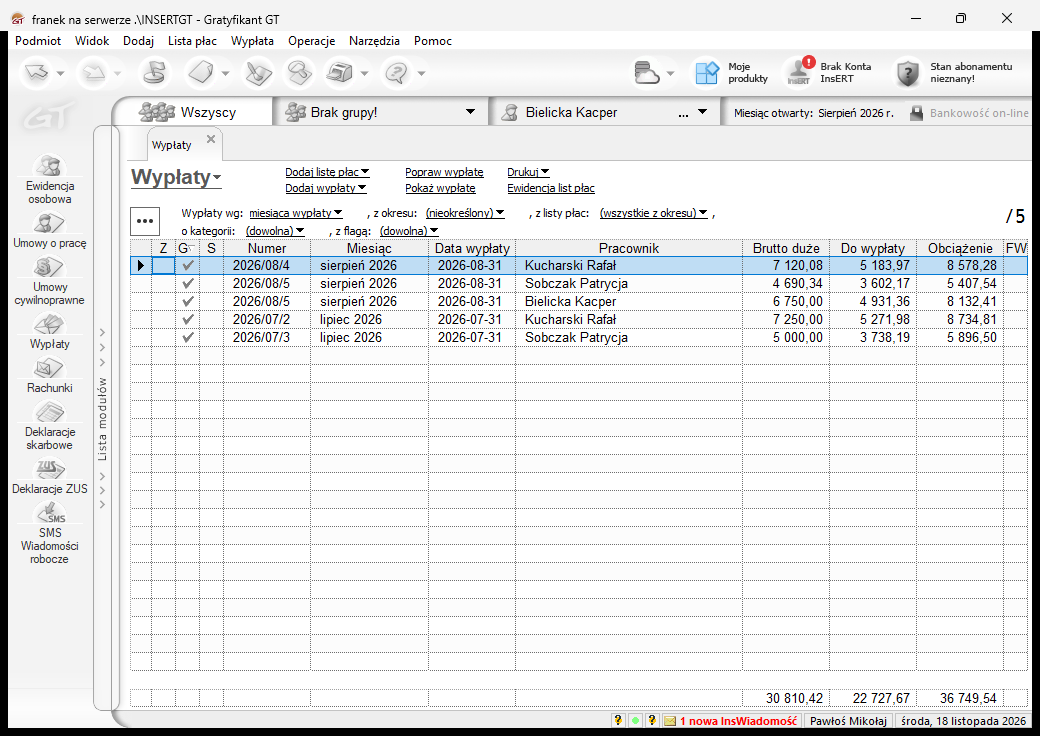 franek na serwerze .\INSERTGT - Gratyfikant GT
Podmiot Widok Dodaj Lista płac Wypłata Operacje Narzędzia Pomoc
Moje produkty
InsERT
Brak Konta InsERT
Stan abonamentu nieznany!
GT
Wszyscy
Brak grupy!
Bielicka Kacper ...
Miesiąc otwarty: Sierpień 2026 r.
Bankowość on-line
Ewidencja osobowa
Umowy o pracę
Umowy cywilnoprawne
Wypłaty
Rachunki
Deklaracje skarbowe
ZUS
Deklaracje ZUS
SMS
SMS Wiadomości robocze
Lista modułów
Wypłaty
Wypłaty
Dodaj listę płac Popraw wypłatę Drukuj
Dodaj wypłaty Pokaż wypłatę Ewidencja list płac
Wypłaty wg: miesiąca wypłaty , z okresu: (nieokreślony) , z listy płac: (wszystkie z okresu) ,
o kategorii: (dowolna) , z flagą: (dowolna)
/5
Z G S Numer Miesiąc Data wypłaty Pracownik Brutto duże Do wypłaty Obciążenie FW
2026/08/4 sierpień 2026 2026-08-31 Kucharski Rafał 7 120,08 5 183,97 8 578,28
2026/08/5 sierpień 2026 2026-08-31 Sobczak Patrycja 4 690,34 3 602,17 5 407,54
2026/08/5 sierpień 2026 2026-08-31 Bielicka Kacper 6 750,00 4 931,36 8 132,41
2026/07/2 lipiec 2026 2026-07-31 Kucharski Rafał 7 250,00 5 271,98 8 734,81
2026/07/3 lipiec 2026 2026-07-31 Sobczak Patrycja 5 000,00 3 738,19 5 896,50
30 810,42 22 727,67 36 749,54
1 nowa InsWiadomość
Pawłoś Mikołaj
środa, 18 listopada 2026